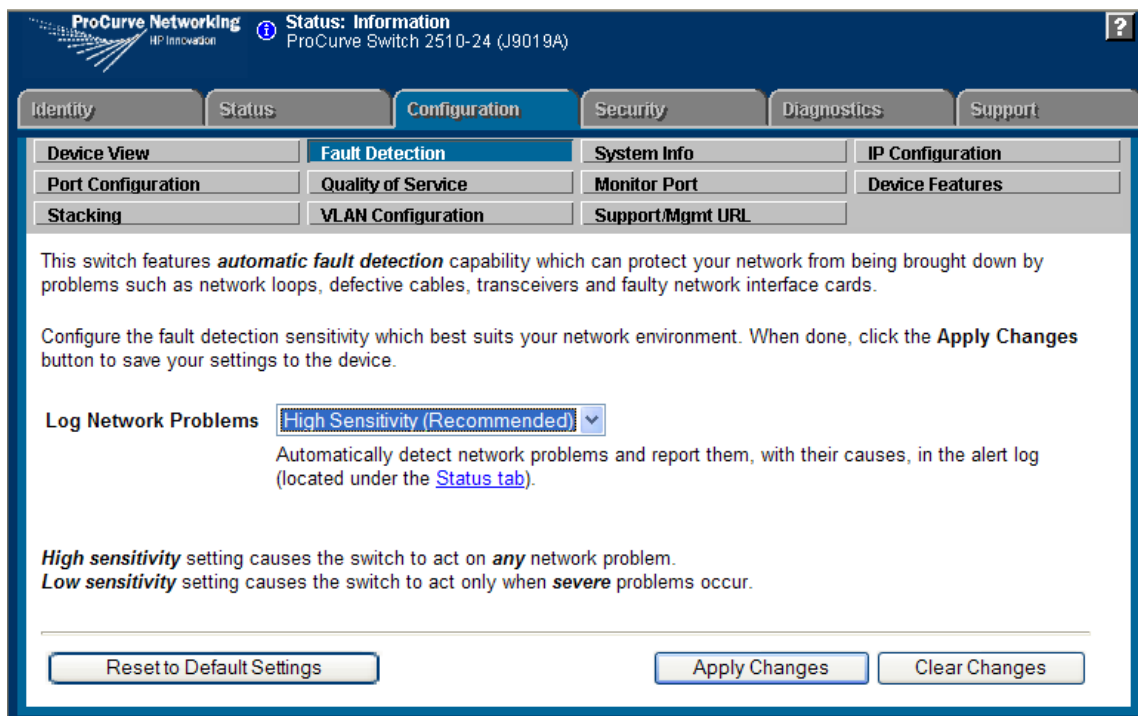 ProCurve Networking
HP Innovation
Status: Information
ProCurve Switch 2510-24 (J9019A)
?
Identity
Status
Configuration
Security
Diagnostics
Support
Device View
Fault Detection
System Info
IP Configuration
Port Configuration
Quality of Service
Monitor Port
Device Features
Stacking
VLAN Configuration
Support/Mgmt URL
This switch features automatic fault detection capability which can protect your network from being brought down by
problems such as network loops, defective cables, transceivers and faulty network interface cards.
Configure the fault detection sensitivity which best suits your network environment. When done, click the Apply Changes
button to save your settings to the device.
Log Network Problems High Sensitivity (Recommended)
Automatically detect network problems and report them, with their causes, in the alert log
(located under the Status tab).
High sensitivity setting causes the switch to act on any network problem.
Low sensitivity setting causes the switch to act only when severe problems occur.
Reset to Default Settings
Apply Changes
Clear Changes